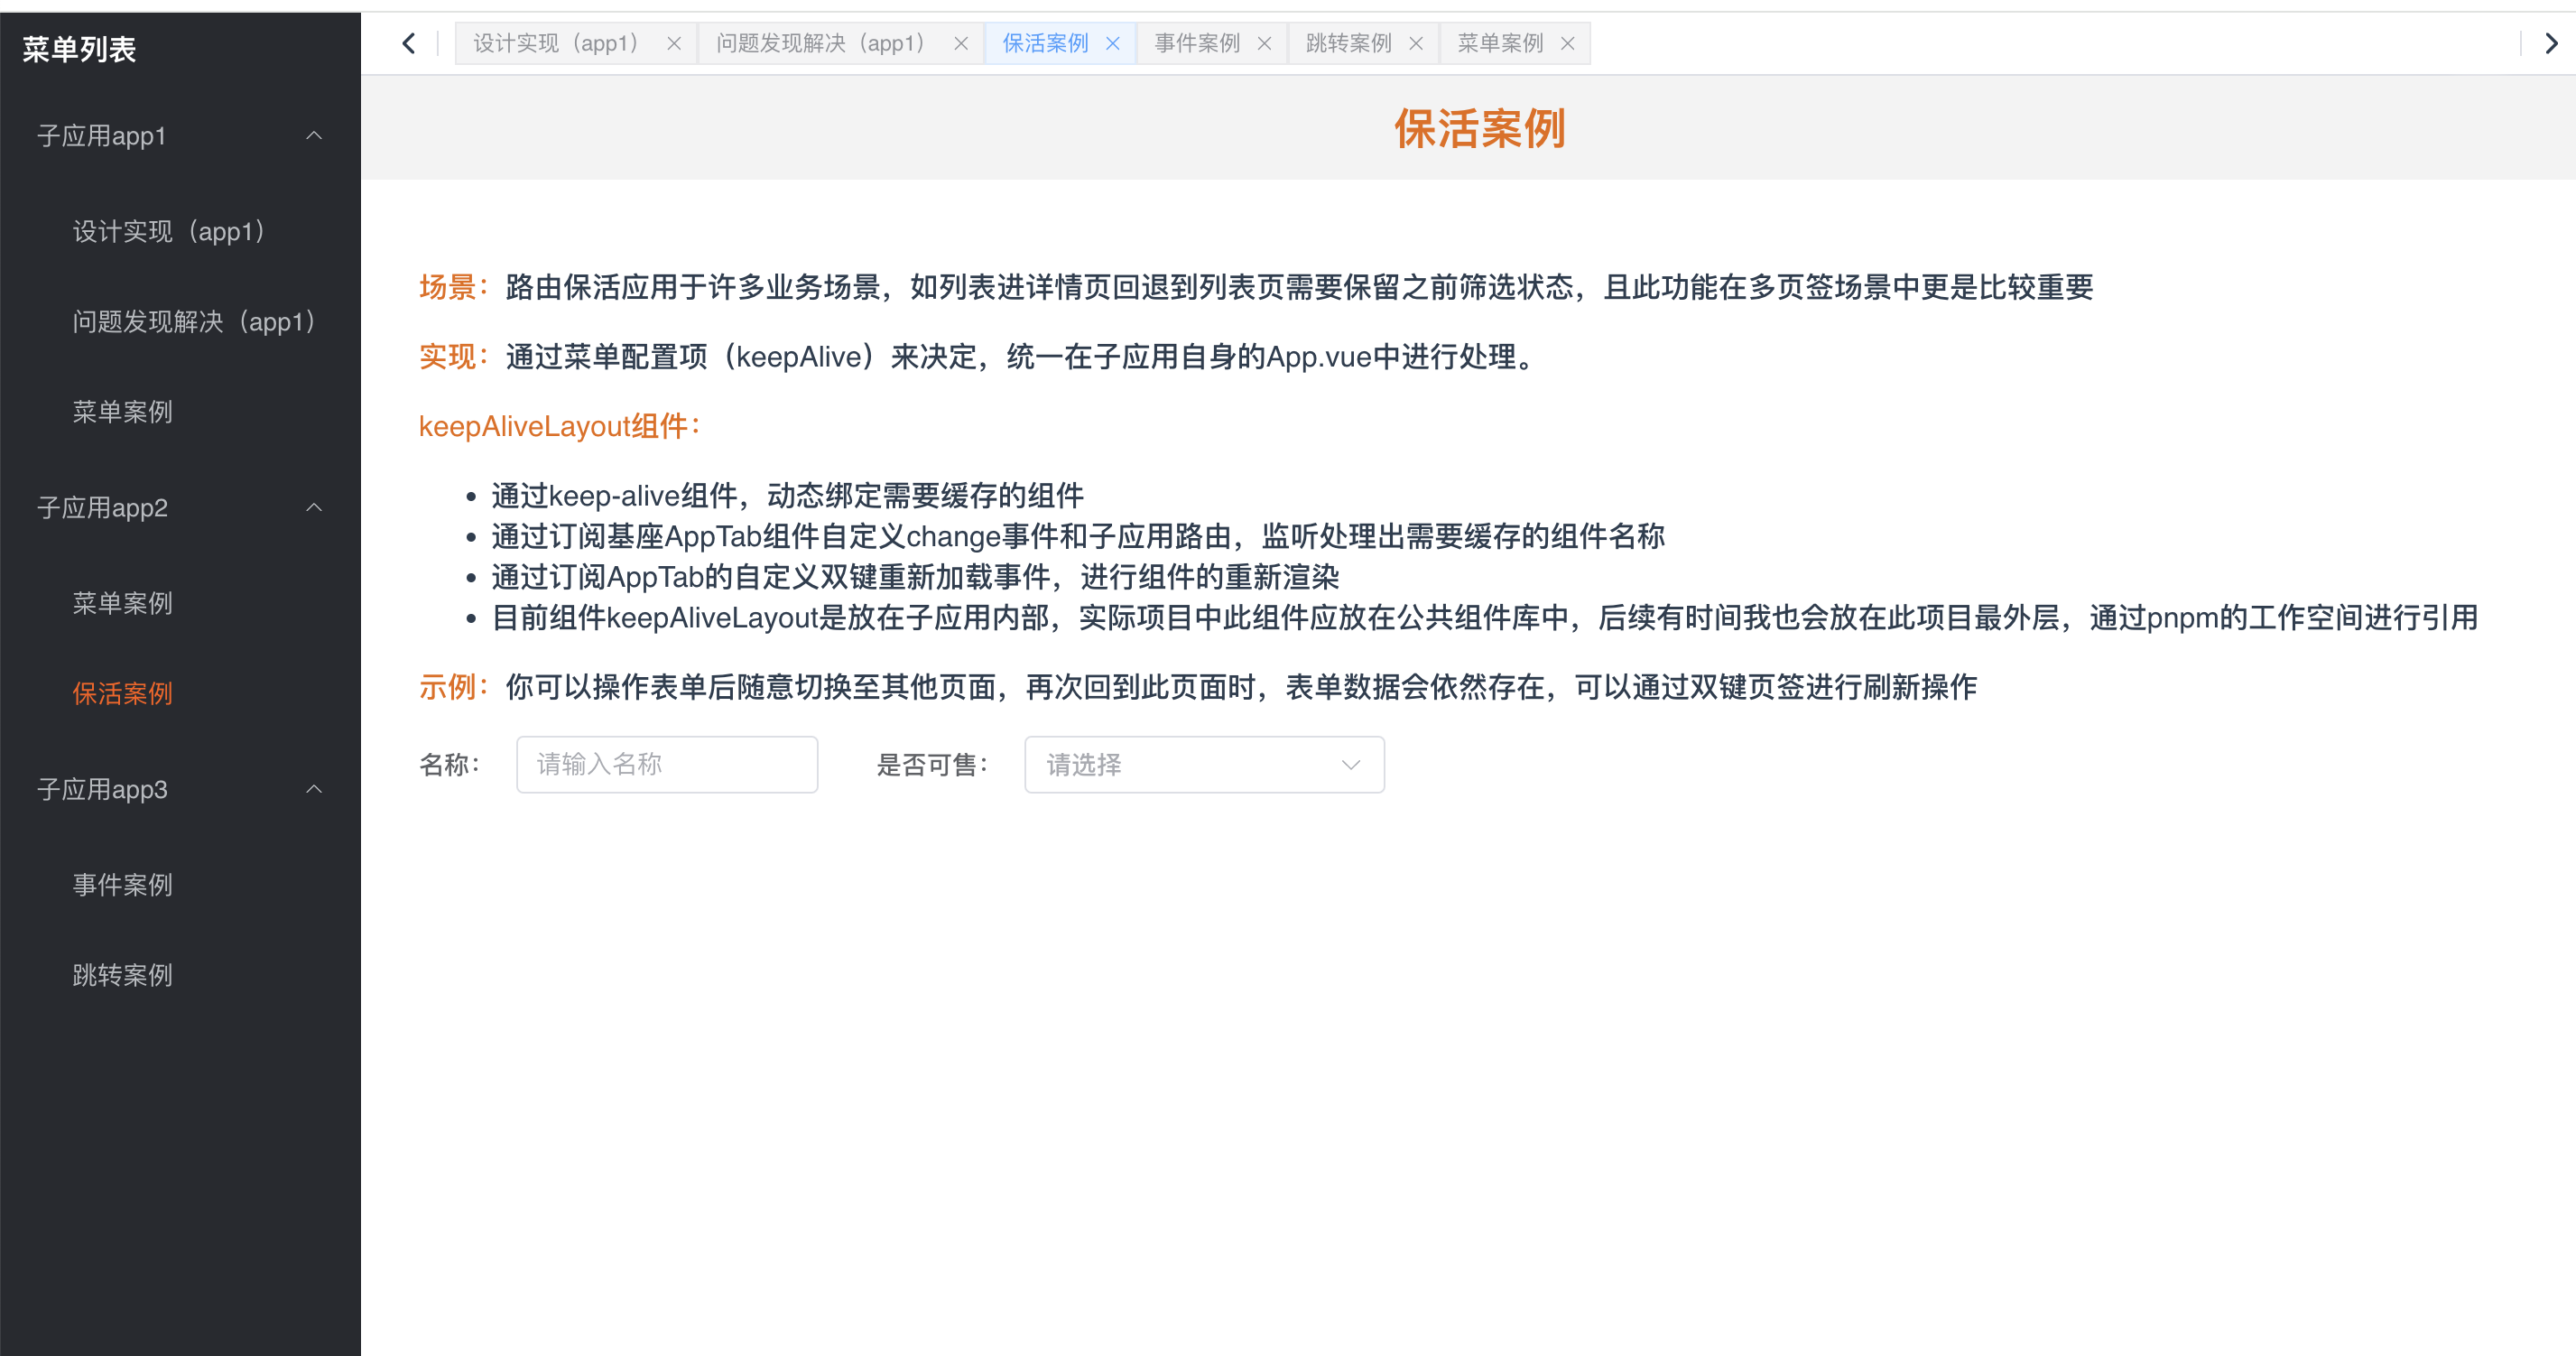 菜单列表
子应用app1
设计实现（app1）
问题发现解决（app1）
菜单案例
子应用app2
菜单案例
保活案例
子应用app3
事件案例
跳转案例
设计实现（app1） 问题发现解决（app1） 保活案例 事件案例 跳转案例 菜单案例
保活案例
场景：路由保活应用于许多业务场景，如列表进详情页回退到列表页需要保留之前筛选状态，且此功能在多页签场景中更是比较重要
实现：通过菜单配置项（keepAlive）来决定，统一在子应用自身的App.vue中进行处理。
keepAliveLayout组件：
• 通过keep-alive组件，动态绑定需要缓存的组件
• 通过订阅基座AppTab组件自定义change事件和子应用路由，监听处理出需要缓存的组件名称
• 通过订阅AppTab的自定义双键重新加载事件，进行组件的重新渲染
• 目前组件keepAliveLayout是放在子应用内部，实际项目中此组件应放在公共组件库中，后续有时间我也会放在此项目最外层，通过pnpm的工作空间进行引用
示例：你可以操作表单后随意切换至其他页面，再次回到此页面时，表单数据会依然存在，可以通过双键页签进行刷新操作
名称： 请输入名称 是否可售： 请选择